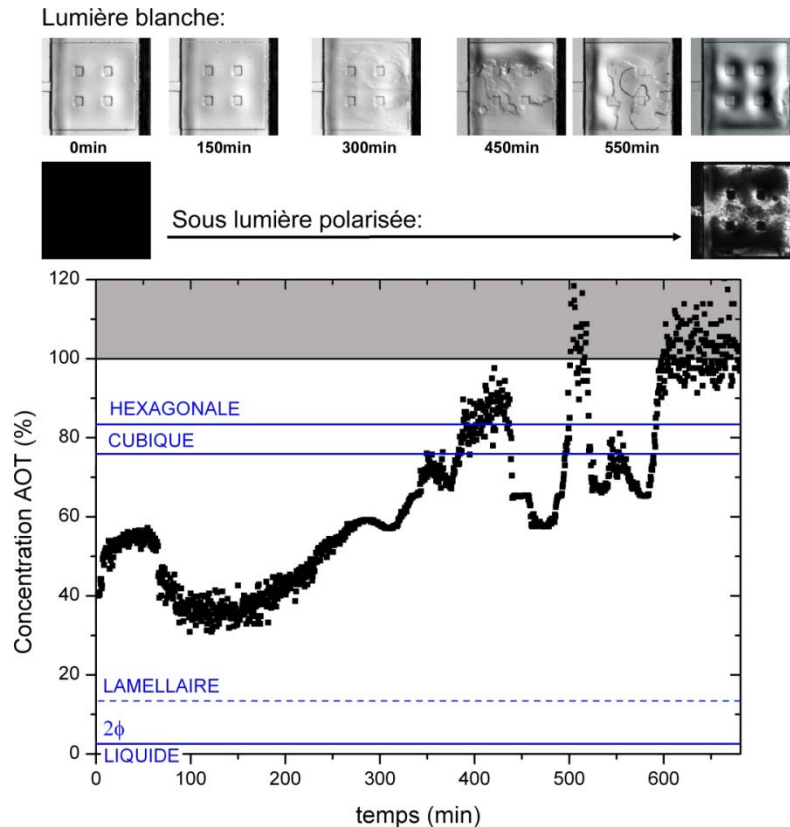 Lumière blanche:
0min 150min 300min 450min 550min
Sous lumière polarisée:
120
100
80
60
40
20
0
Concentration AOT (%)
HEXAGONALE
CUBIQUE
LAMELLAIRE
2ϕ
LIQUIDE
0 100 200 300 400 500 600
temps (min)